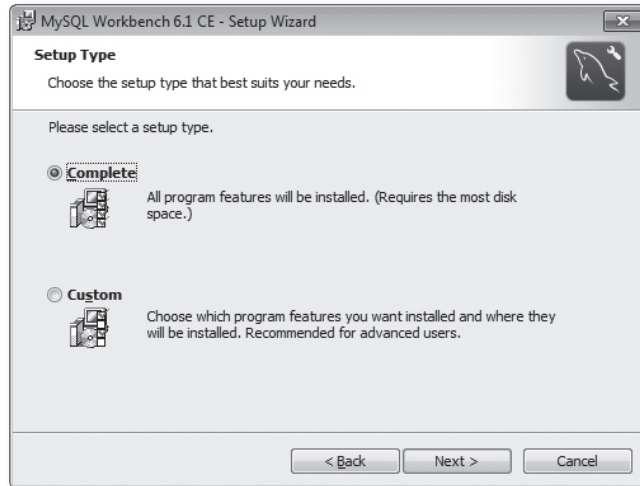 MySQL Workbench 6.1 CE - Setup Wizard
Setup Type
Choose the setup type that best suits your needs.
Please select a setup type.
Complete
All program features will be installed. (Requires the most disk
space.)
Custom
Choose which program features you want installed and where they
will be installed. Recommended for advanced users.
< Back
Next >
Cancel